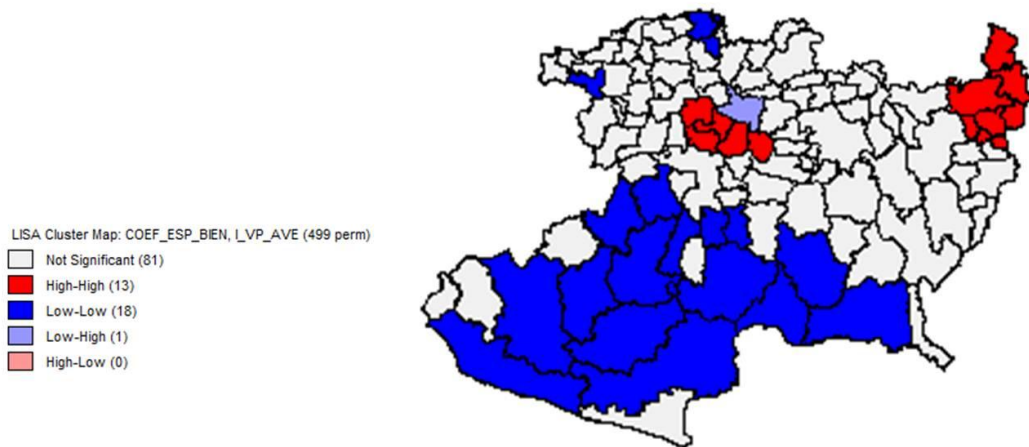 LISA Cluster Map: COEF_ESP_BIEN, I_VP_AVE (499 perm)
Not Significant (81)
High-High (13)
Low-Low (18)
Low-High (1)
High-Low (0)